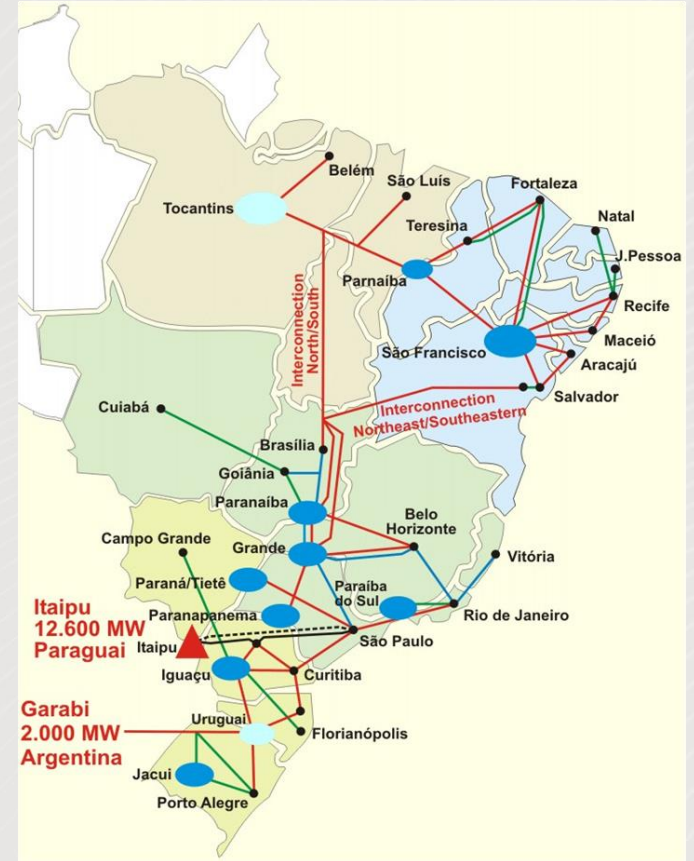 Belém
São Luís
Tocantins
Fortaleza
Teresina
Natal
J.Pessoa
Parnaíba
Recife
Interconnection
North/South
Maceió
São Francisco
Aracajú
Salvador
Interconnection
Northeast/Southeastern
Cuiabá
Brasília
Goiânia
Paranaíba
Belo
Horizonte
Campo Grande
Grande
Vitória
Paraná/Tietê
Paraíba
do Sul
Itaipu
12.600 MW
Paraguai
Paranapanema
Rio de Janeiro
São Paulo
Itaipu
Iguaçu
Curitiba
Garabi
2.000 MW
Argentina
Uruguai
Florianópolis
Jacui
Porto Alegre